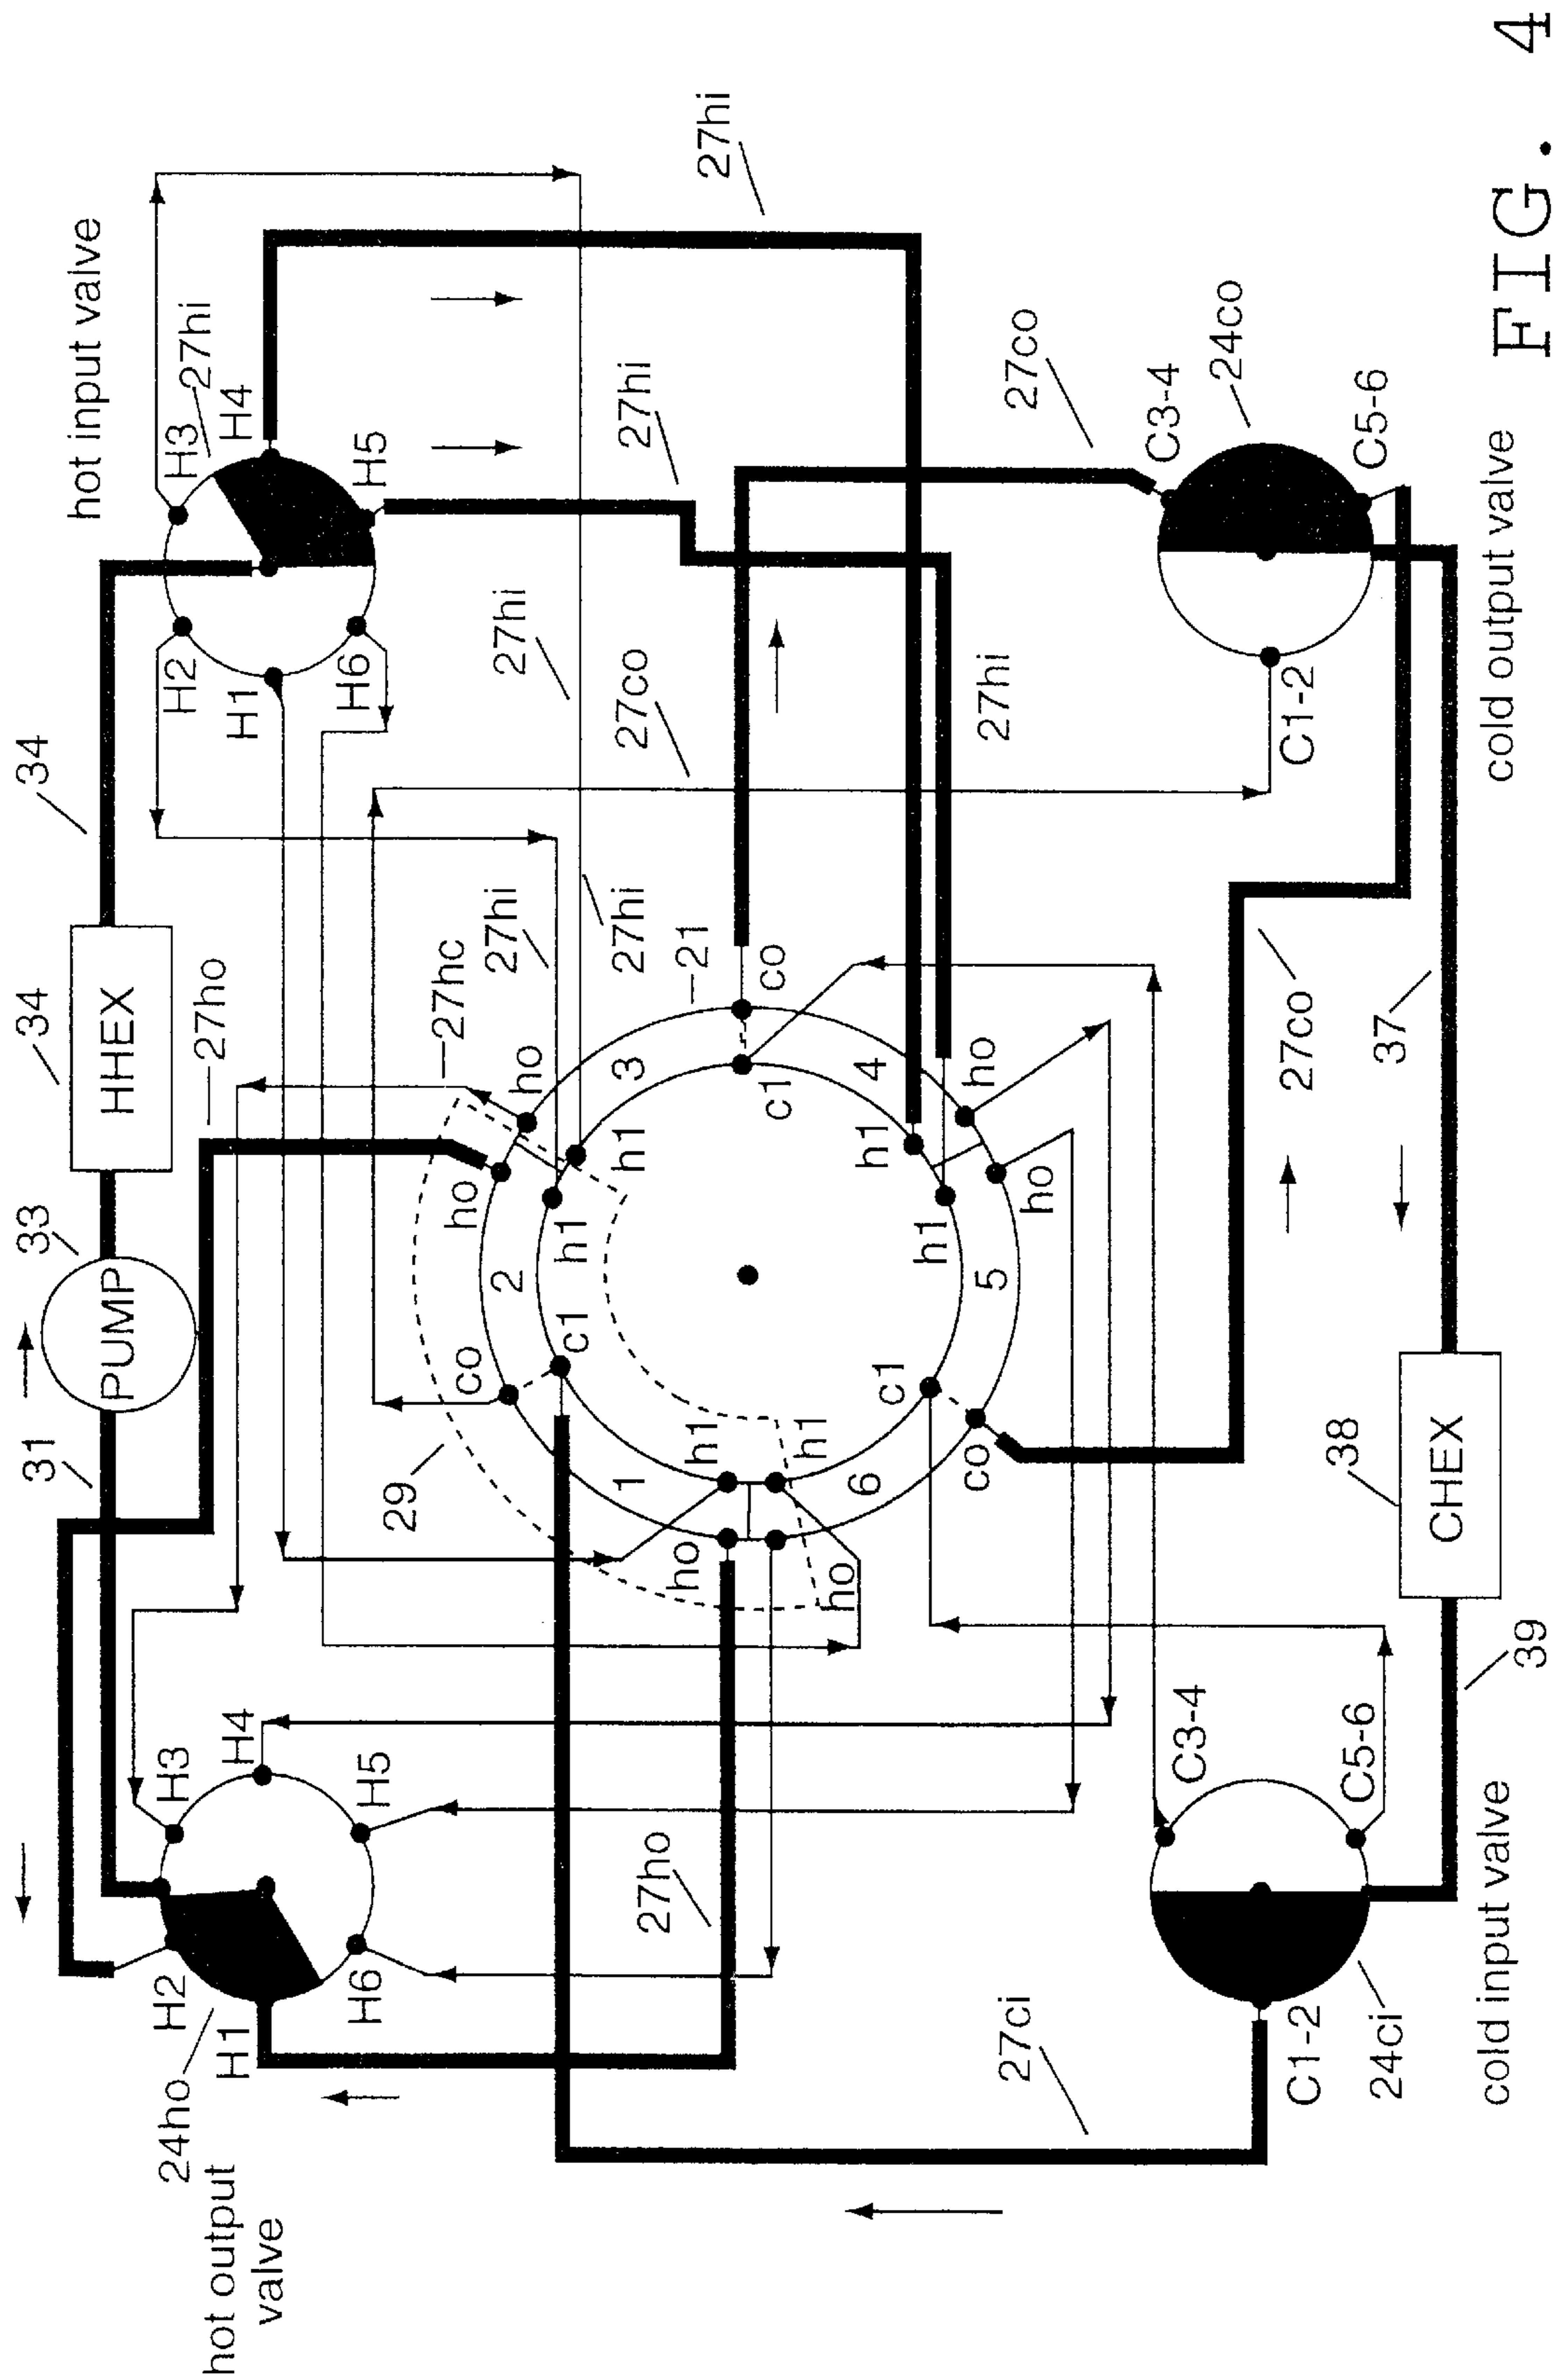 FIG. 4
hot output
valve
24ho
H1
H2
H3
H4
H5
H6
31
PUMP
33
HHEX
34
34
27ho
hot input valve
H3
27hi
H4
H5
H2
H1
H6
27hi
27hi
27hi
27co
27hi
27hi
27hi
27hc
21
29
1
2
3
4
5
6
co
c1
ho
h1
ho
h1
co
c1
ho
h1
ho
h1
co
c1
ho
h1
ho
h1
27ho
27ci
27co
C3-4
24co
C5-6
C1-2
cold output valve
27co
37
38
CHEX
39
C3-4
C5-6
C1-2
24ci
cold input valve